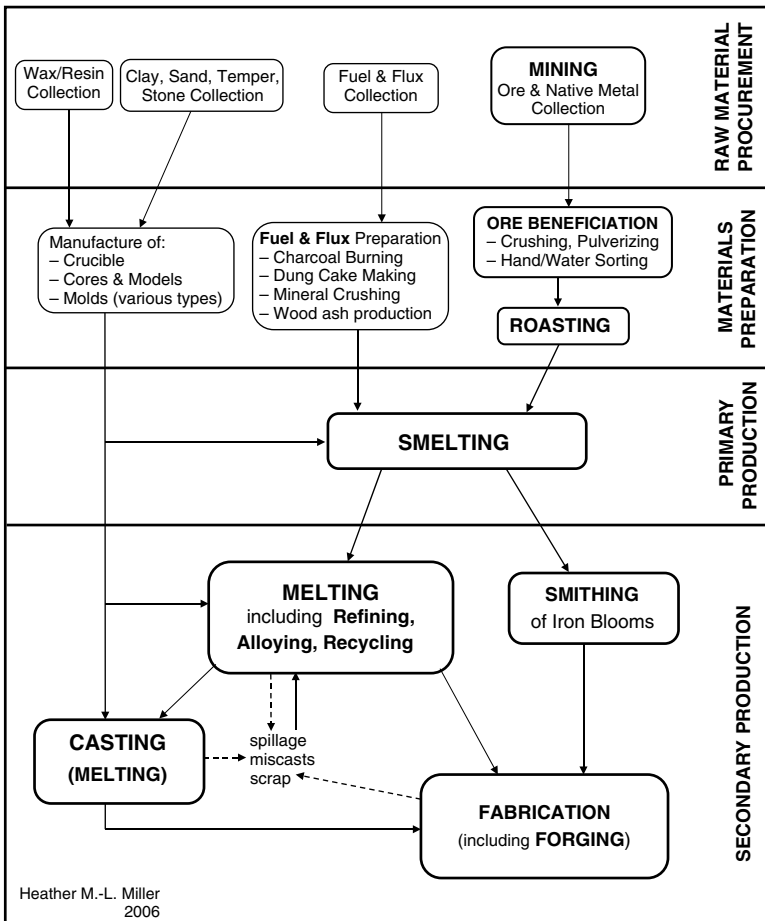 Wax/Resin
Collection
Clay, Sand, Temper,
Stone Collection
Fuel & Flux
Collection
MINING
Ore & Native Metal
Collection
RAW MATERIAL
PROCUREMENT
Manufacture of:
– Crucible
– Cores & Models
– Molds (various types)
Fuel & Flux Preparation
– Charcoal Burning
– Dung Cake Making
– Mineral Crushing
– Wood ash production
ORE BENEFICIATION
– Crushing, Pulverizing
– Hand/Water Sorting
ROASTING
MATERIALS
PREPARATION
SMELTING
PRIMARY
PRODUCTION
MELTING
including Refining,
Alloying, Recycling
SMITHING
of Iron Blooms
CASTING
(MELTING)
spillage
miscasts
scrap
FABRICATION
(including FORGING)
SECONDARY PRODUCTION
Heather M.-L. Miller
2006